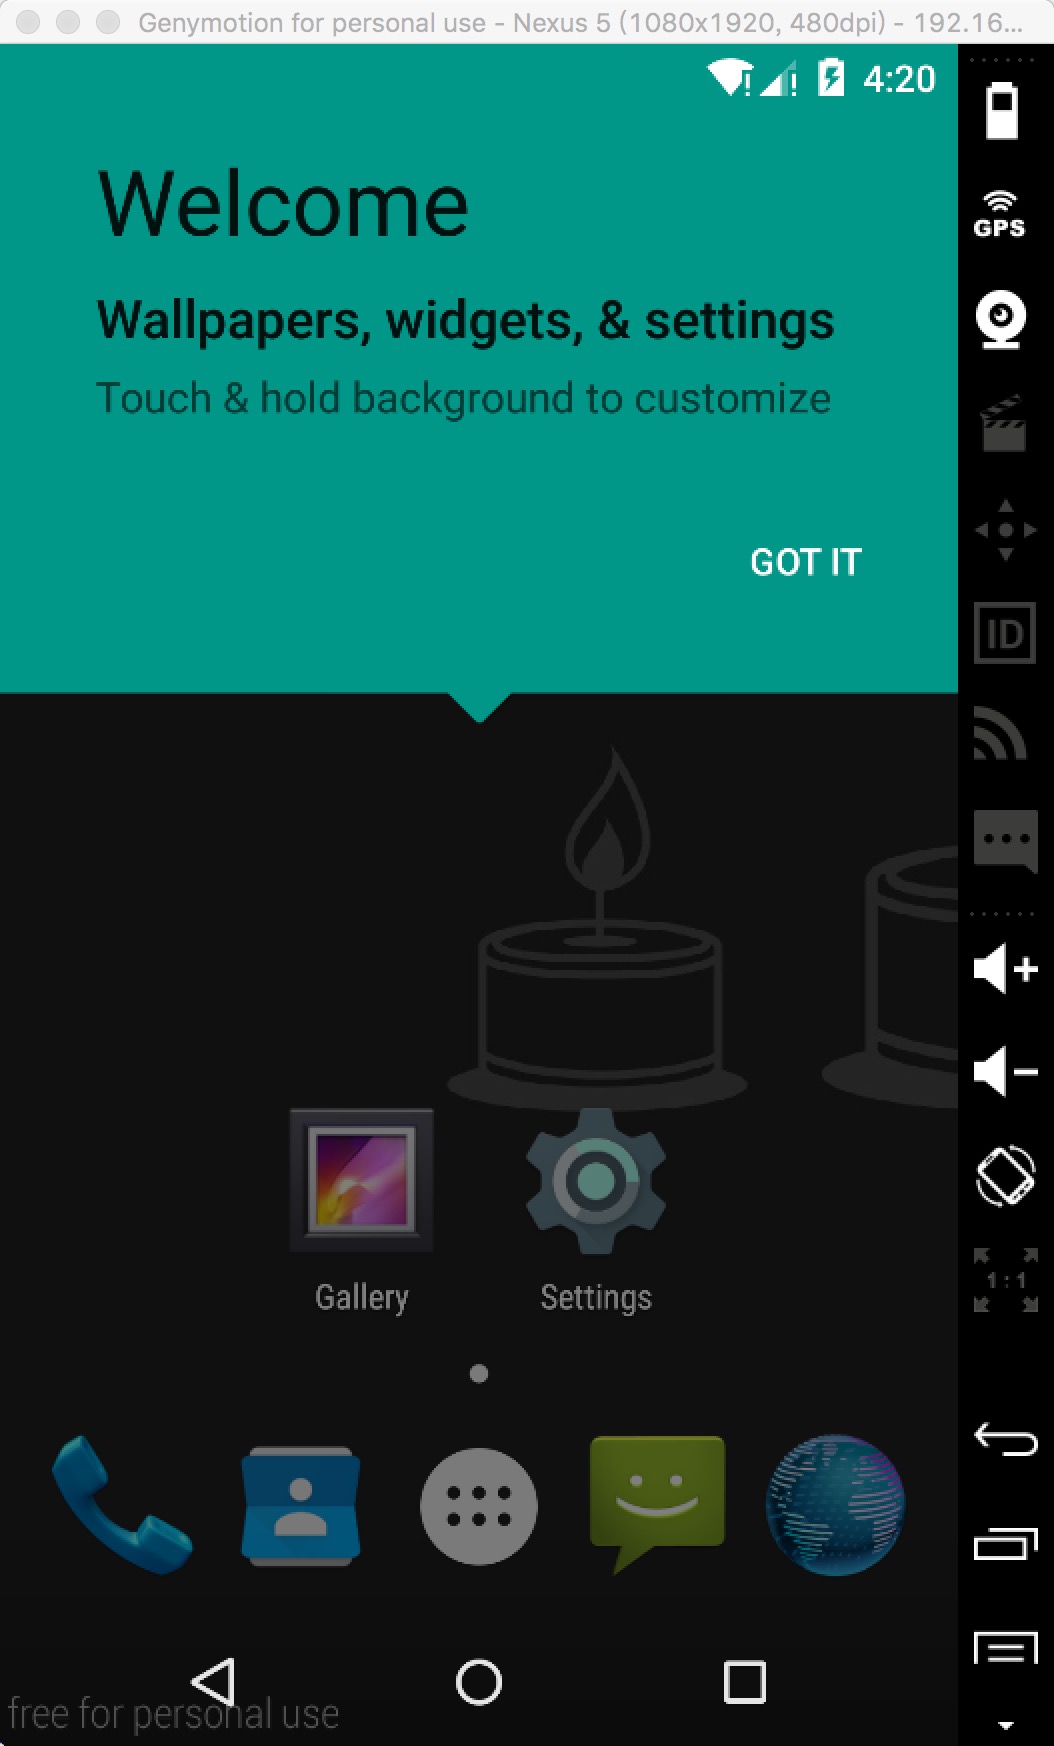 Genymotion for personal use - Nexus 5 (1080x1920, 480dpi) - 192.16...
4:20
GPS
Welcome
Wallpapers, widgets, & settings
Touch & hold background to customize
GOT IT
ID
1 : 1
Gallery
Settings
free for personal use